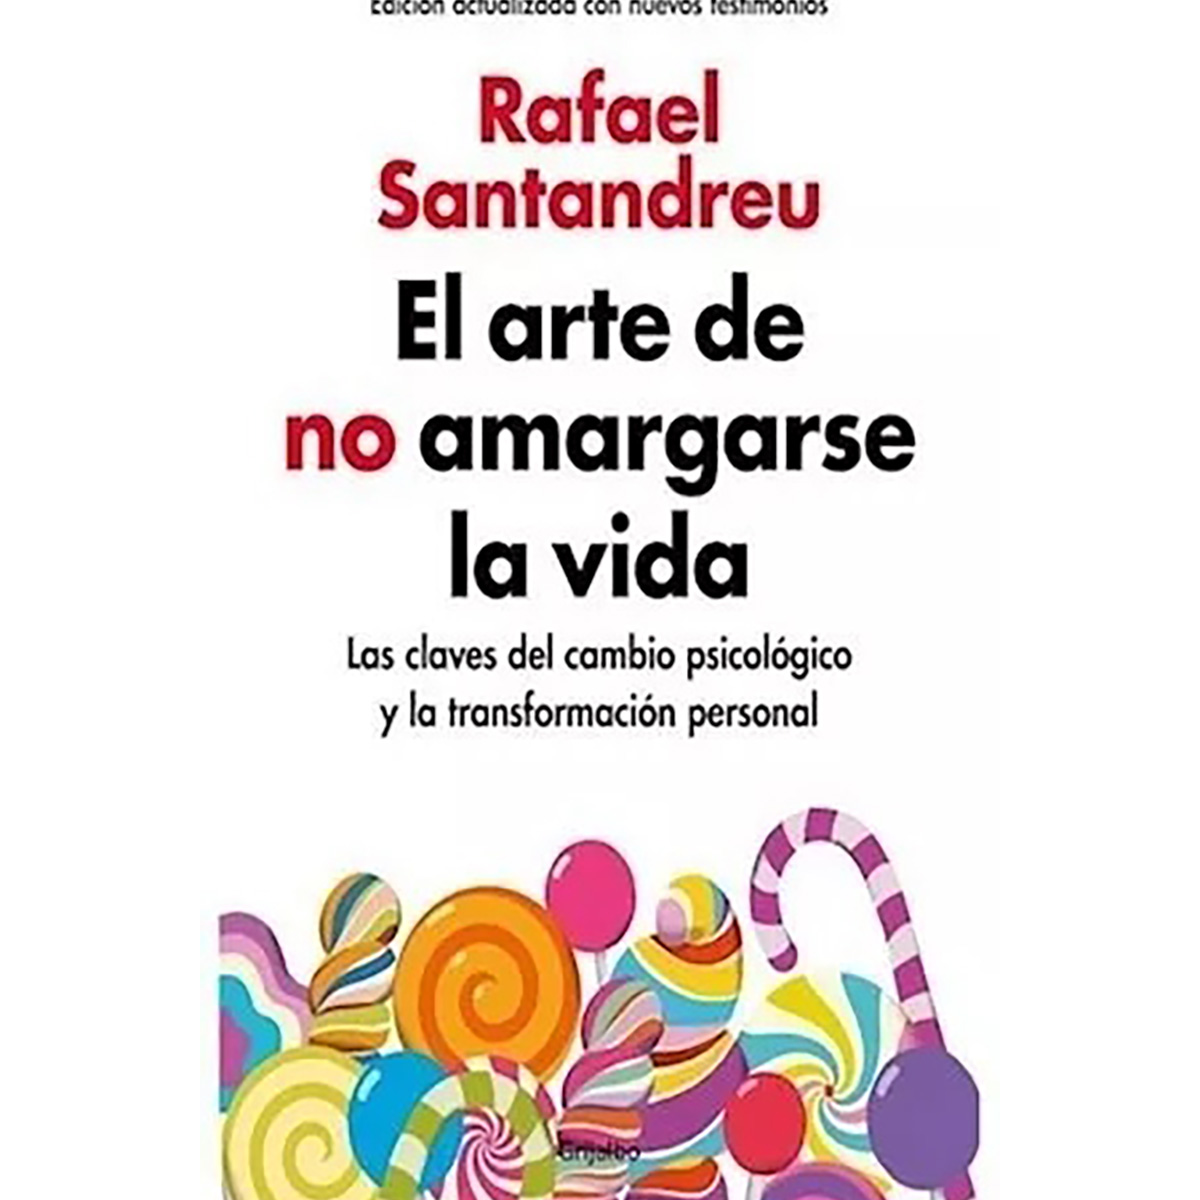 Edición actualizada con nuevos testimonios
Rafael
Santandreu
El arte de
no amargarse
la vida
Las claves del cambio psicológico
y la transformación personal
Grijalbo